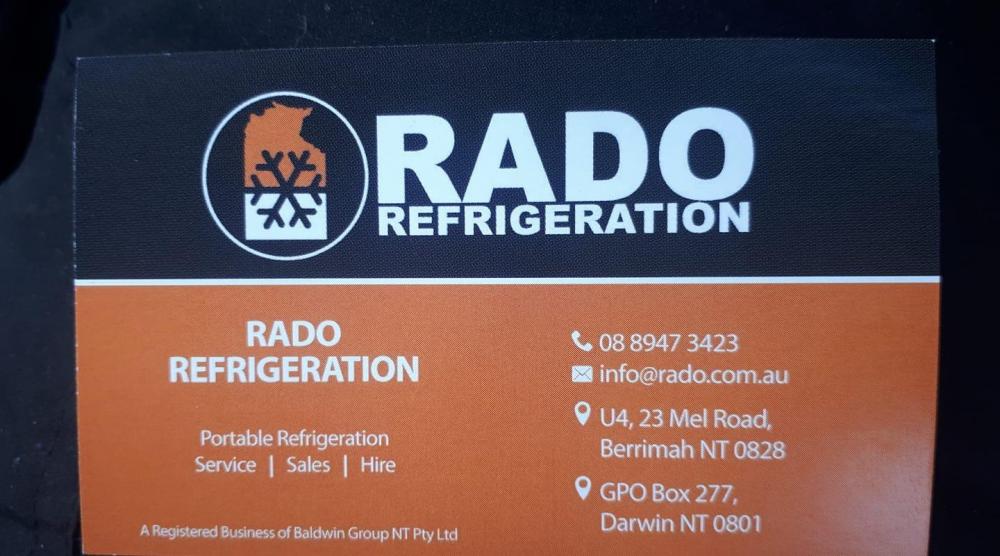 RADO
REFRIGERATION
RADO
REFRIGERATION
Portable Refrigeration
Service | Sales | Hire
A Registered Business of Baldwin Group NT Pty Ltd
08 8947 3423
info@rado.com.au
U4, 23 Mel Road,
Berrimah NT 0828
GPO Box 277,
Darwin NT 0801